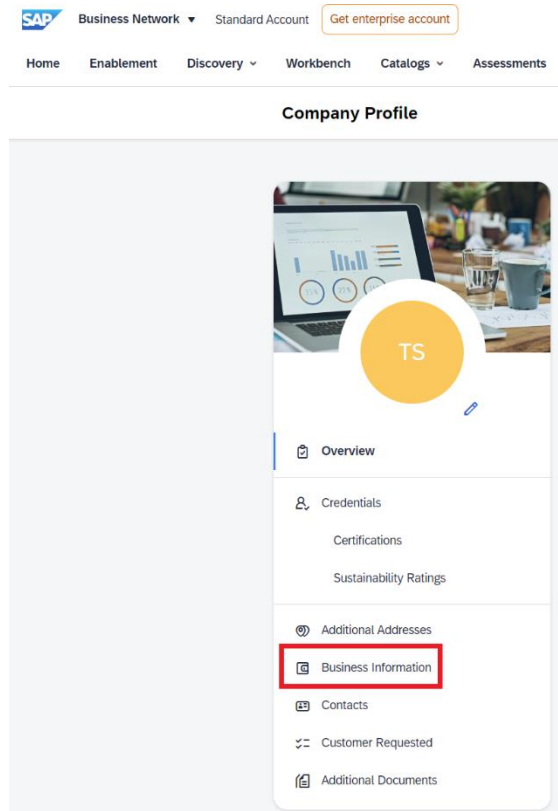 SAP Business Network Standard Account Get enterprise account
Home Enablement Discovery Workbench Catalogs Assessments
Company Profile
TS
Overview
Credentials
Certifications
Sustainability Ratings
Additional Addresses
Business Information
Contacts
Customer Requested
Additional Documents